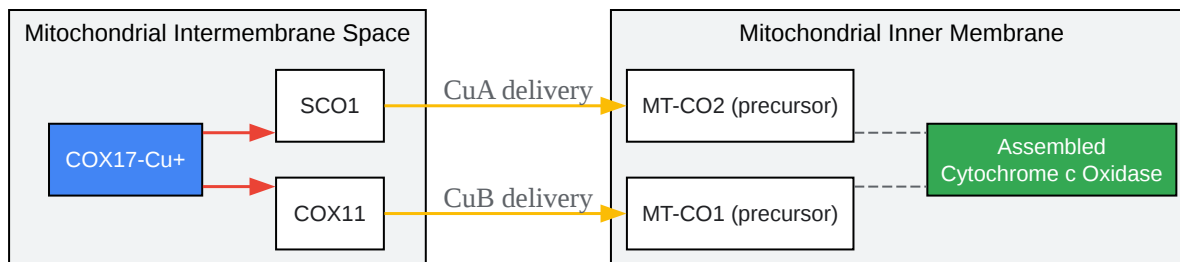 Mitochondrial Intermembrane Space
COX17-Cu+
SCO1
COX11
CuA delivery
CuB delivery
Mitochondrial Inner Membrane
MT-CO2 (precursor)
MT-CO1 (precursor)
Assembled
Cytochrome c Oxidase